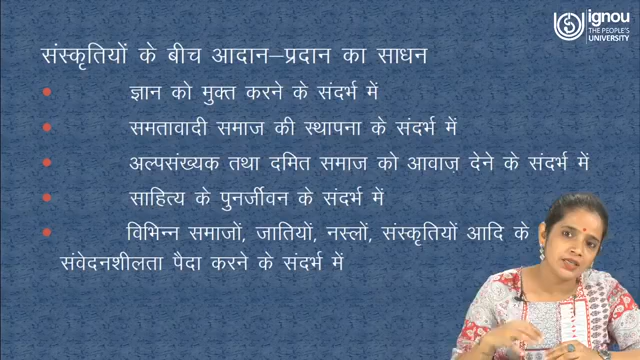 ignou
THE PEOPLE'S
UNIVERSITY
संस्कृतियों के बीच आदान–प्रदान का साधन
ज्ञान को मुक्त करने के संदर्भ में
समतावादी समाज की स्थापना के संदर्भ में
अल्पसंख्यक तथा दमित समाज को आवाज़ देने के संदर्भ में
साहित्य के पुनर्जीवन के संदर्भ में
विभिन्न समाजों, जातियों, नस्लों, संस्कृतियों आदि के
संवेदनशीलता पैदा करने के संदर्भ में